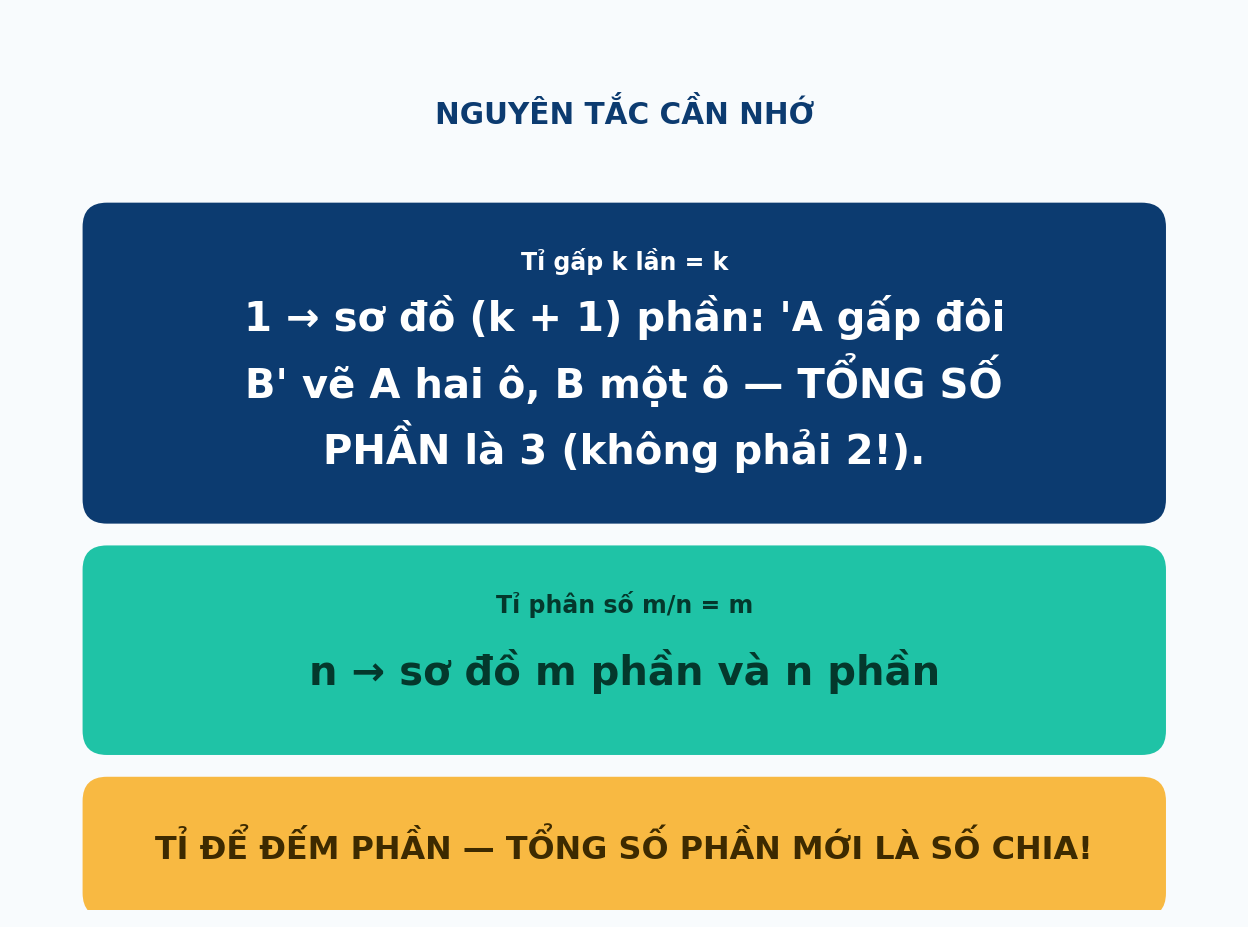 NGUYÊN TẮC CẦN NHỚ
Tỉ gấp k lần = k
1 → sơ đồ (k + 1) phần: 'A gấp đôi
B' vẽ A hai ô, B một ô — TỔNG SỐ
PHẦN là 3 (không phải 2!).
Tỉ phân số m/n = m
n → sơ đồ m phần và n phần
TỈ ĐỂ ĐẾM PHẦN — TỔNG SỐ PHẦN MỚI LÀ SỐ CHIA!